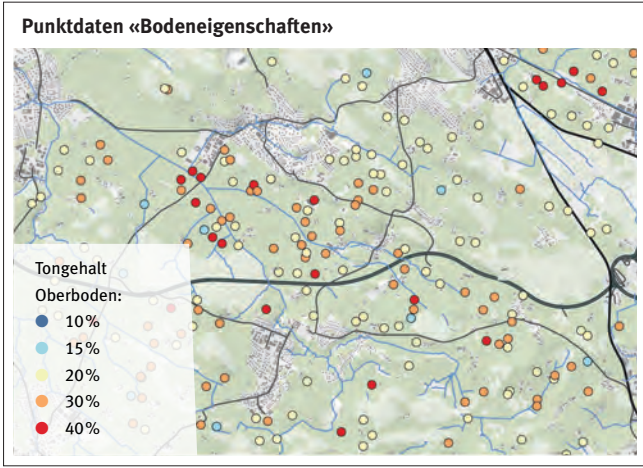 Punktdaten «Bodeneigenschaften»
Tongehalt
Oberboden:
10%
15%
20%
30%
40%